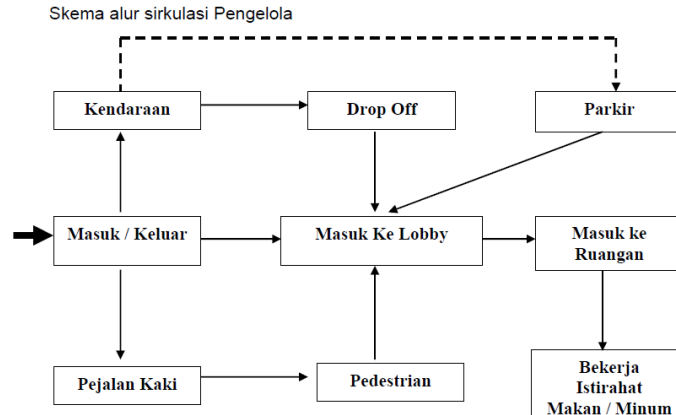 Skema alur sirkulasi Pengelola
Kendaraan
Drop Off
Parkir
Masuk / Keluar
Masuk Ke Lobby
Masuk ke
Ruangan
Pejalan Kaki
Pedestrian
Bekerja
Istirahat
Makan / Minum